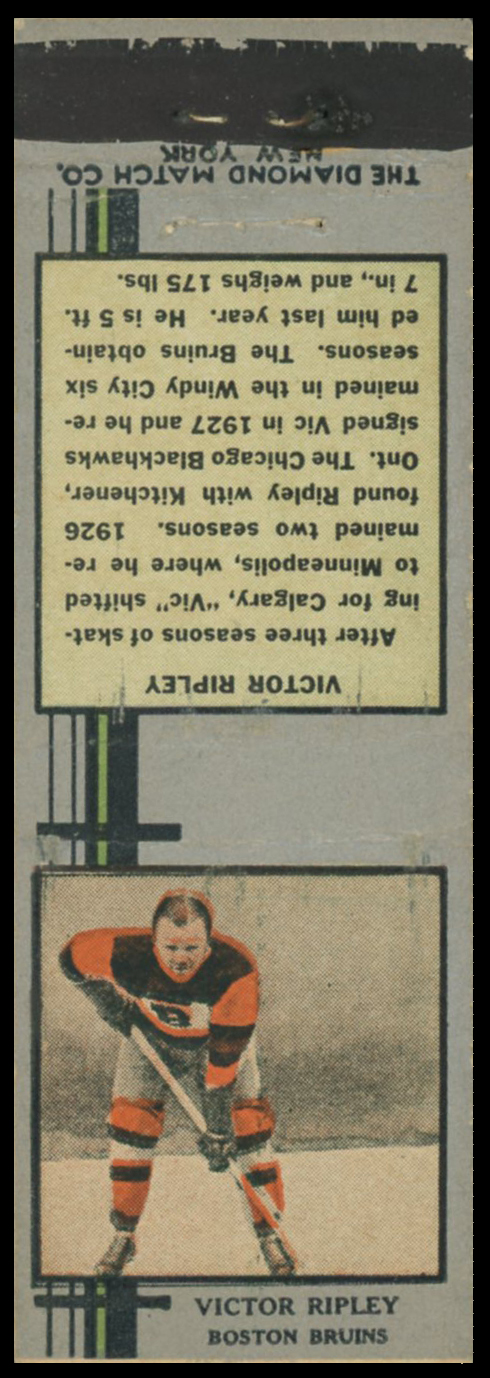 THE DIAMOND MATCH CO.
NEW YORK
VICTOR RIPLEY
After three seasons of skat-
ing for Calgary, "Vic", shifted
to Minneapolis, where he re-
mained two seasons. 1926
found Ripley with Kitchener,
Ont. The Chicago Blackhawks
signed Vic in 1927 and he re-
mained in the Windy City six
seasons. The Bruins obtain-
ed him last year. He is 5 ft.
7 in., and weighs 175 lbs.
B
VICTOR RIPLEY
BOSTON BRUINS